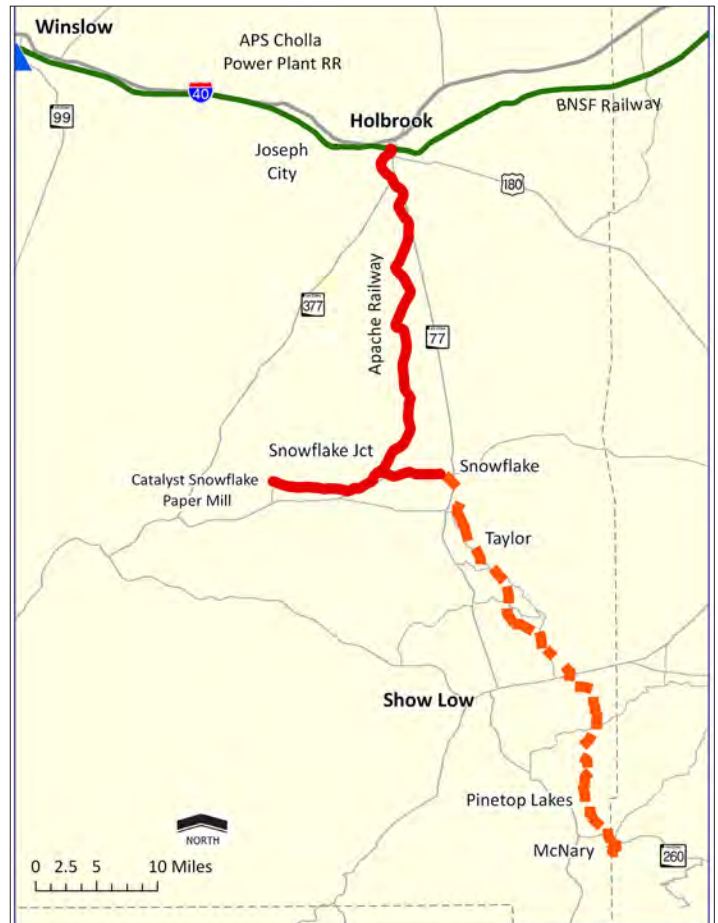 Winslow
APS Cholla
Power Plant RR
40
BNSF Railway
99
Holbrook
Joseph
City
180
377
Apache Railway
77
Snowflake Jct
Snowflake
Catalyst Snowflake
Paper Mill
Taylor
Show Low
Pinetop Lakes
NORTH
McNary
260
0 2.5 5 10 Miles